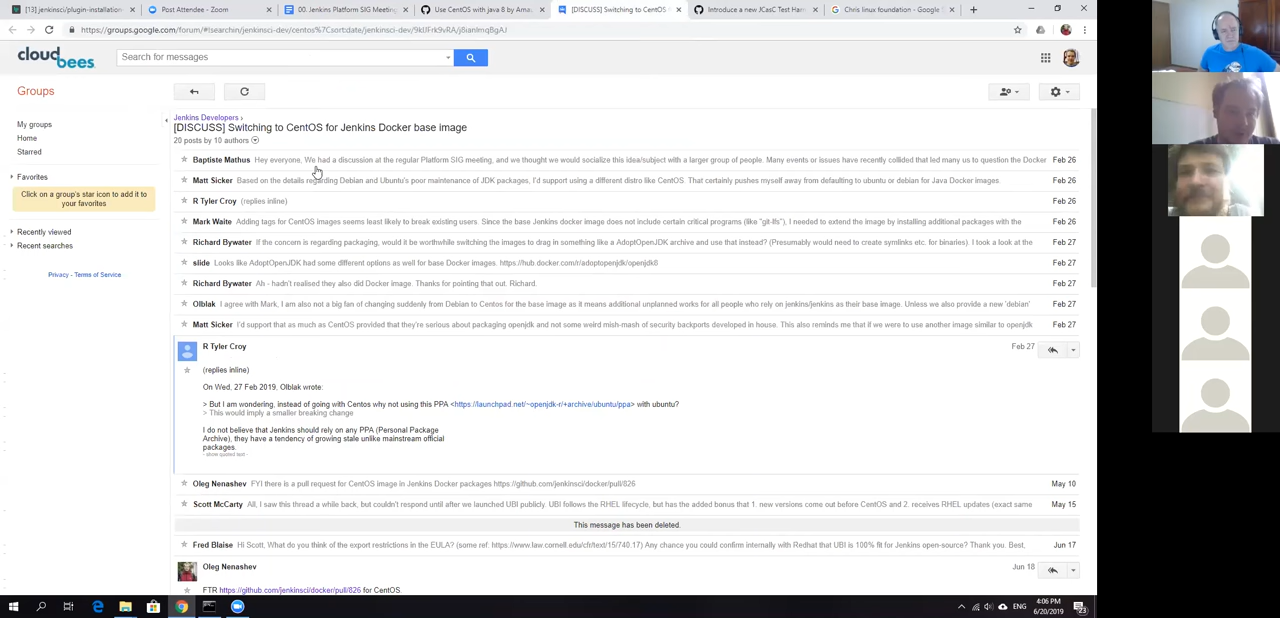 [13] jenkinsci/plugin-installation
Post Attendee - Zoom
00. Jenkins Platform SIG Meeting
Use CentOS with java 8 by Ama
[DISCUSS] Switching to CentOS
Introduce a new JCasC Test Har
Chris linux foundation - Google S
cloud bees
Search for messages
Groups
My groups
Home
Starred
Favorites
Click on a group's star icon to add it to
your favorites
Recently viewed
Recent searches
Privacy - Terms of Service
Jenkins Developers ›
[DISCUSS] Switching to CentOS for Jenkins Docker base image
20 posts by 10 authors
Baptiste Mathus Hey everyone, We had a discussion at the regular Platform SIG meeting, and we thought we would socialize this idea/subject with a larger group of people. Many events or issues have recently collided that led many us to question the Docker Feb 26
Matt Sicker Based on the details regarding Debian and Ubuntu's poor maintenance of JDK packages, I'd support using a different distro like CentOS. That certainly pushes myself away from defaulting to ubuntu or debian for Java Docker images. Feb 26
R Tyler Croy (replies inline) Feb 26
Mark Waite Adding tags for CentOS images seems least likely to break existing users. Since the base Jenkins docker image does not include certain critical programs (like "git-lfs"), I needed to extend the image by installing additional packages with the Feb 26
Richard Bywater If the concern is regarding packaging, would it be worthwhile switching the images to drag in something like a AdoptOpenJDK archive and use that instead? (Presumably would need to create symlinks etc. for binaries). I took a look at the Feb 27
slide Looks like AdoptOpenJDK had some different options as well for base Docker images. https://hub.docker.com/r/adoptopenjdk/openjdk8 Feb 27
Richard Bywater Ah - hadn't realised they also did Docker image. Thanks for pointing that out. Richard. Feb 27
Olblak I agree with Mark, I am also not a big fan of changing suddenly from Debian to Centos for the base image as it means additional unplanned works for all people who rely on jenkins/jenkins as their base image. Unless we also provide a new 'debian' Feb 27
Matt Sicker I'd support that as much as CentOS provided that they're serious about packaging openjdk and not some weird mish-mash of security backports developed in house. This also reminds me that if we were to use another image similar to openjdk Feb 27
R Tyler Croy Feb 27
(replies inline)
On Wed, 27 Feb 2019, Olblak wrote:
> But I am wondering, instead of going with Centos why not using this PPA <https://launchpad.net/~openjdk-r/+archive/ubuntu/ppa> with ubuntu?
> This would imply a smaller breaking change
I do not believe that Jenkins should rely on any PPA (Personal Package
Archive), they have a tendency of growing stale unlike mainstream official
packages.
- show quoted text -
Oleg Nenashev FYI there is a pull request for CentOS image in Jenkins Docker packages https://github.com/jenkinsci/docker/pull/826 May 10
Scott McCarty All, I saw this thread a while back, but couldn't respond until after we launched UBI publicly. UBI follows the RHEL lifecycle, but has the added bonus that 1. new versions come out before CentOS and 2. receives RHEL updates (exact same May 15
This message has been deleted.
Fred Blaise Hi Scott, What do you think of the export restrictions in the EULA? (some ref: https://www.law.cornell.edu/cfr/text/15/740.17) Any chance you could confirm internally with Redhat that UBI is 100% fit for Jenkins open-source? Thank you. Best, Jun 17
Oleg Nenashev Jun 18
FTR https://github.com/jenkinsci/docker/pull/826 for CentOS.
ENG
4:06 PM
6/20/2019
23